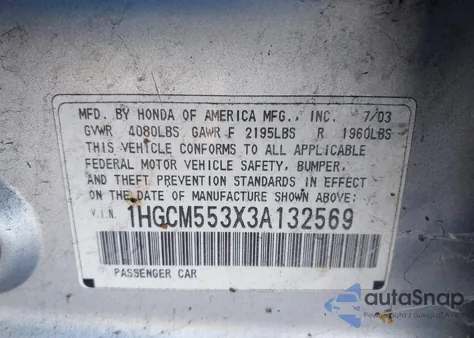 MFD. BY HONDA OF AMERICA MFG., INC. 7/03
GVWR 4080LBS GAWR F 2195LBS R 1960LBS
THIS VEHICLE CONFORMS TO ALL APPLICABLE
FEDERAL MOTOR VEHICLE SAFETY, BUMPER,
AND THEFT PREVENTION STANDARDS IN EFFECT
ON THE DATE OF MANUFACTURE SHOWN ABOVE:
V.I.N. 1HGCM553X3A132569
PASSENGER CAR
autoSnap